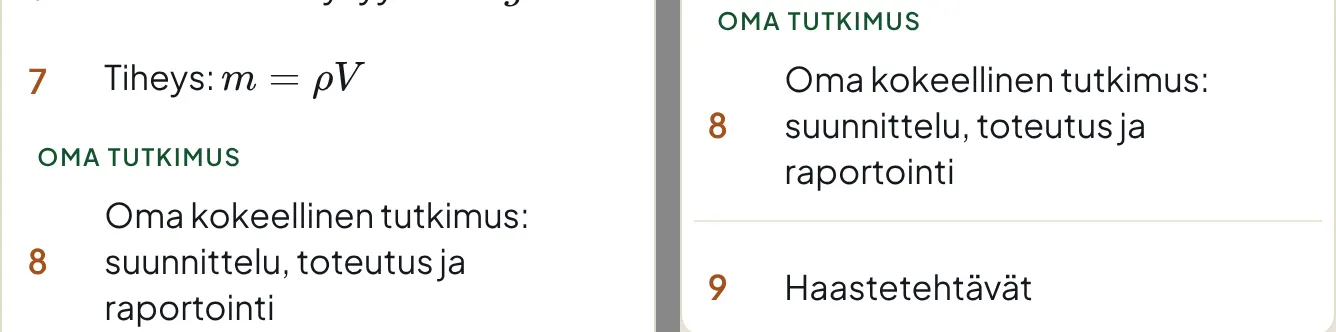 7 Tiheys: m = ρV
OMA TUTKIMUS
Oma kokeellinen tutkimus:
8 suunnittelu, toteutus ja
raportointi
OMA TUTKIMUS
Oma kokeellinen tutkimus:
8 suunnittelu, toteutus ja
raportointi
9 Haastetehtävät